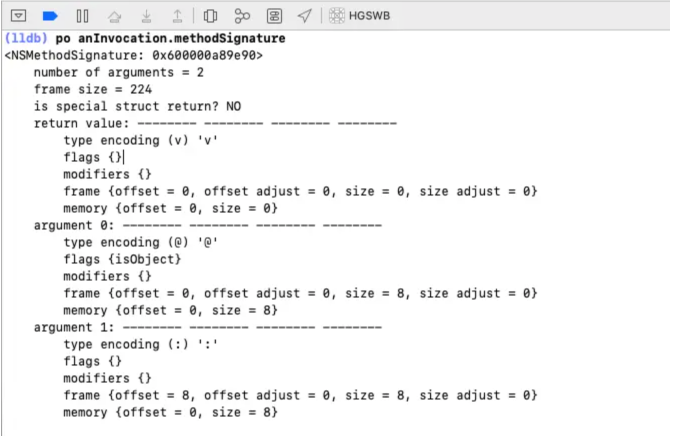 HGSWB
(lldb) po anInvocation.methodSignature
<NSMethodSignature: 0x600000a89e90>
    number of arguments = 2
    frame size = 224
    is special struct return? NO
    return value: -------- -------- -------- --------
        type encoding (v) 'v'
        flags {}
        modifiers {}
        frame {offset = 0, offset adjust = 0, size = 0, size adjust = 0}
        memory {offset = 0, size = 0}
    argument 0: -------- -------- -------- --------
        type encoding (@) '@'
        flags {isObject}
        modifiers {}
        frame {offset = 0, offset adjust = 0, size = 8, size adjust = 0}
        memory {offset = 0, size = 8}
    argument 1: -------- -------- -------- --------
        type encoding (:) ':'
        flags {}
        modifiers {}
        frame {offset = 8, offset adjust = 0, size = 8, size adjust = 0}
        memory {offset = 0, size = 8}